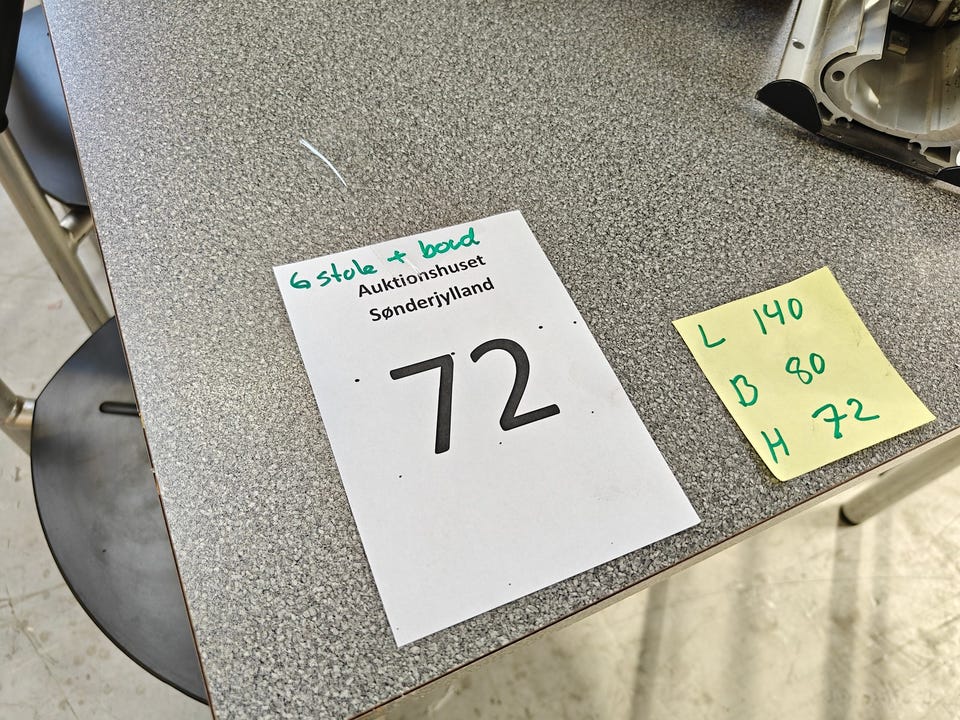 6 stole + bord
Auktionshuset
Sønderjylland
72
L 140
B 80
H 72